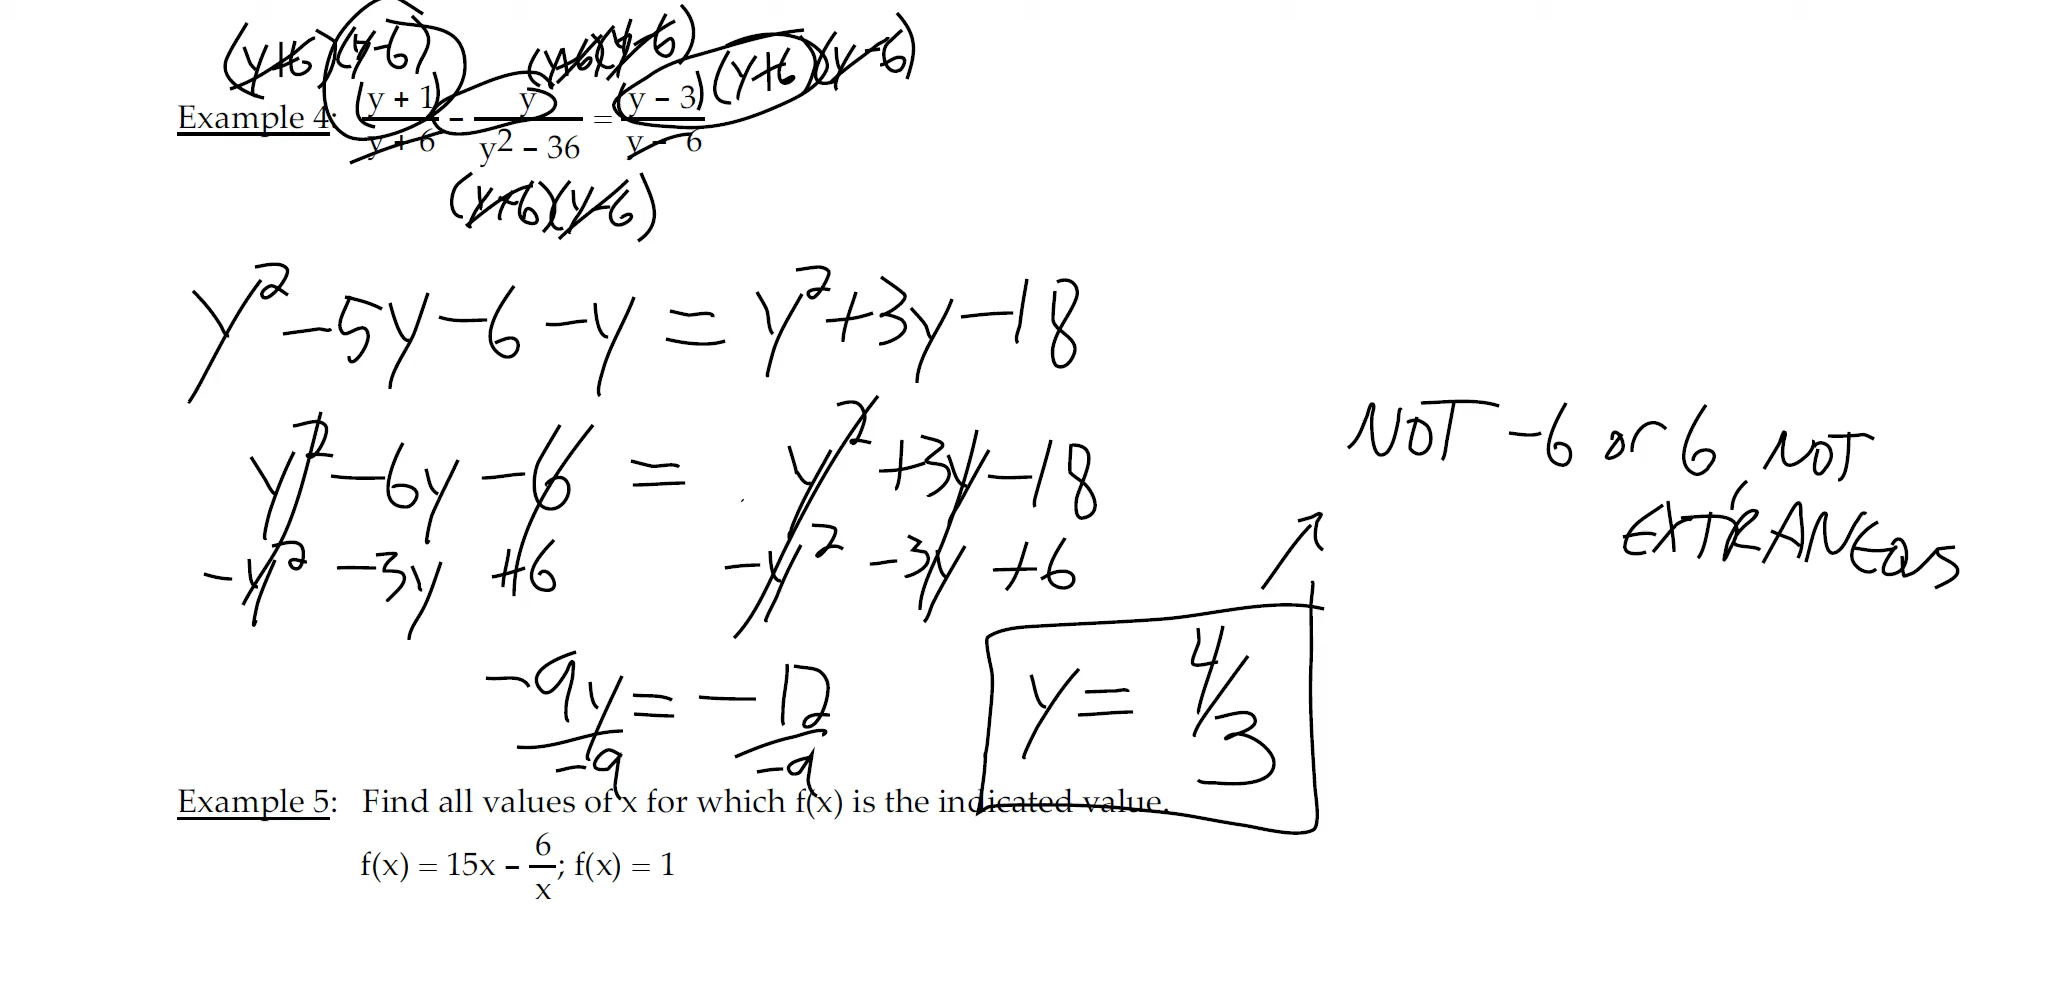 (y+6)(y-6) (y+6)(y-6) (y+6)(y-6)
Example 4: (y + 1)/(y + 6) – y/(y² – 36) = (y – 3)/(y – 6)
(y+6)(y-6)
y²-5y-6-y = y²+3y-18
y²-6y-6 = y²+3y-18
-y² -3y +6 -y² -3y +6
NOT -6 or 6, NOT
EXTRANEOUS
-9y = -12
-9 -9
y = 4/3
Example 5: Find all values of x for which f(x) is the indicated value.
f(x) = 15x – 6/x; f(x) = 1